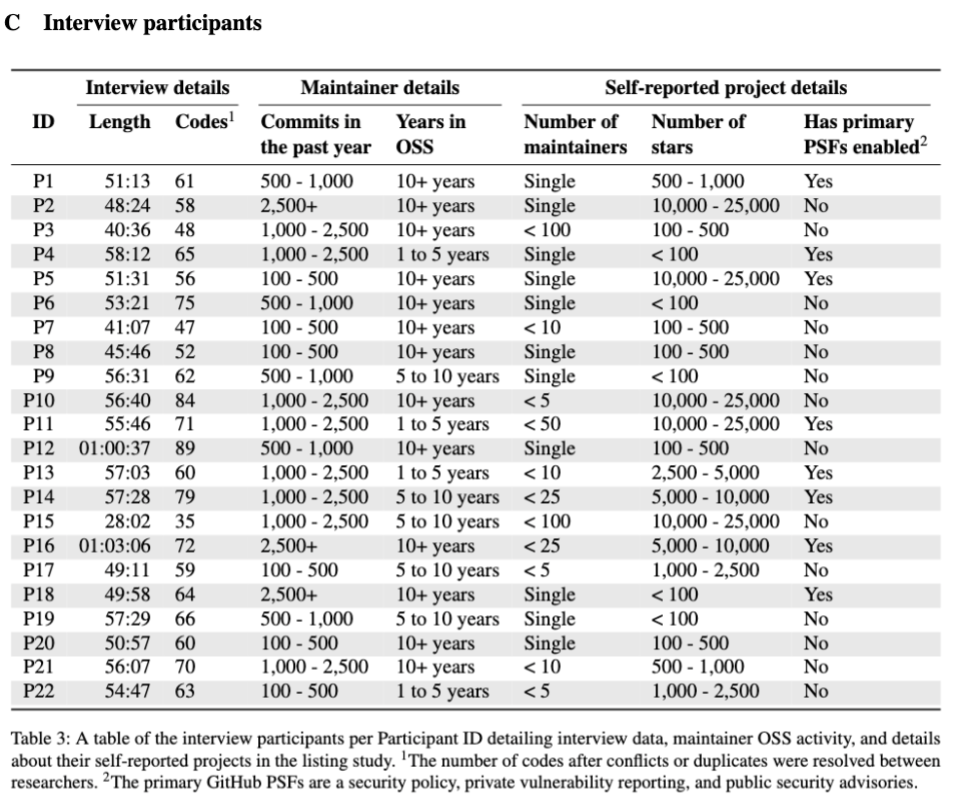 C Interview participants
Interview details Maintainer details Self-reported project details
ID Length Codes1 Commits in Years in Number of Number of Has primary
the past year OSS maintainers stars PSFs enabled2
P1 51:13 61 500 - 1,000 10+ years Single 500 - 1,000 Yes
P2 48:24 58 2,500+ 10+ years Single 10,000 - 25,000 No
P3 40:36 48 1,000 - 2,500 10+ years < 100 100 - 500 No
P4 58:12 65 1,000 - 2,500 1 to 5 years Single < 100 Yes
P5 51:31 56 100 - 500 10+ years Single 10,000 - 25,000 Yes
P6 53:21 75 500 - 1,000 10+ years Single < 100 No
P7 41:07 47 100 - 500 10+ years < 10 100 - 500 No
P8 45:46 52 100 - 500 10+ years Single 100 - 500 No
P9 56:31 62 500 - 1,000 5 to 10 years Single < 100 No
P10 56:40 84 1,000 - 2,500 10+ years < 5 10,000 - 25,000 No
P11 55:46 71 1,000 - 2,500 1 to 5 years < 50 10,000 - 25,000 Yes
P12 01:00:37 89 500 - 1,000 10+ years Single 100 - 500 No
P13 57:03 60 1,000 - 2,500 1 to 5 years < 10 2,500 - 5,000 Yes
P14 57:28 79 1,000 - 2,500 5 to 10 years < 25 5,000 - 10,000 Yes
P15 28:02 35 1,000 - 2,500 5 to 10 years < 100 10,000 - 25,000 No
P16 01:03:06 72 2,500+ 10+ years < 25 5,000 - 10,000 Yes
P17 49:11 59 100 - 500 5 to 10 years < 5 1,000 - 2,500 No
P18 49:58 64 2,500+ 10+ years Single < 100 Yes
P19 57:29 66 500 - 1,000 5 to 10 years Single < 100 No
P20 50:57 60 100 - 500 10+ years Single 100 - 500 No
P21 56:07 70 1,000 - 2,500 10+ years < 10 500 - 1,000 No
P22 54:47 63 100 - 500 1 to 5 years < 5 1,000 - 2,500 No
Table 3: A table of the interview participants per Participant ID detailing interview data, maintainer OSS activity, and details
about their self-reported projects in the listing study. 1The number of codes after conflicts or duplicates were resolved between
researchers. 2The primary GitHub PSFs are a security policy, private vulnerability reporting, and public security advisories.